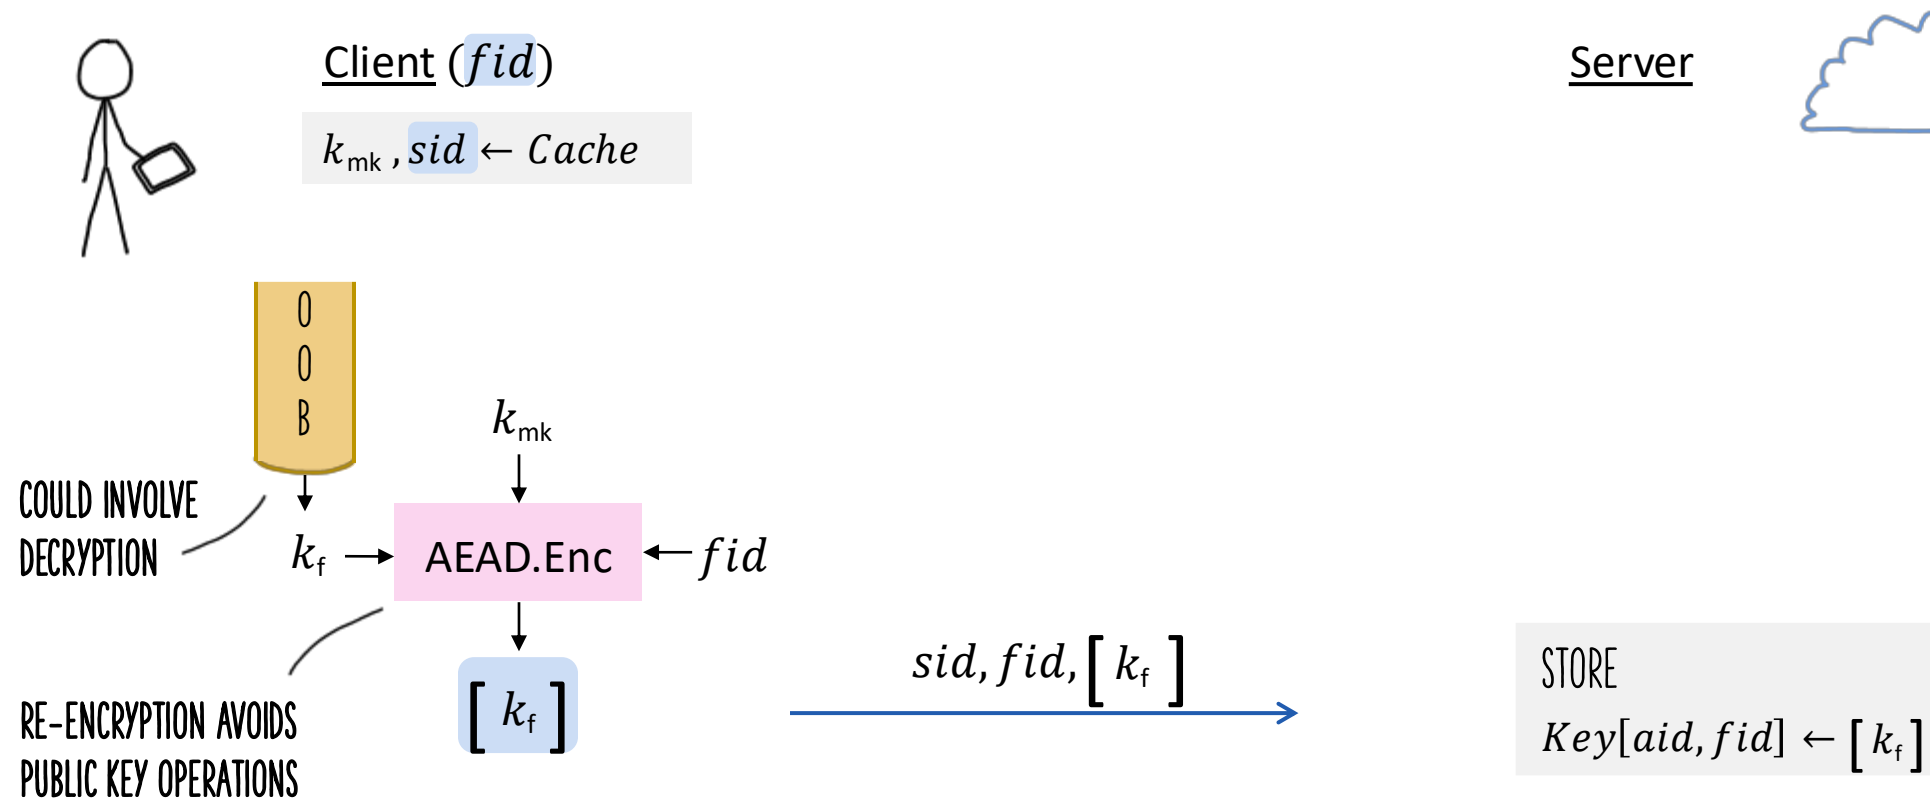 Client (fid)
Server
k_mk , sid ← Cache
O
O
B
k_mk
COULD INVOLVE
DECRYPTION
k_f → AEAD.Enc ← fid
sid, fid, [ k_f ]
[ k_f ]
RE-ENCRYPTION AVOIDS
PUBLIC KEY OPERATIONS
STORE
Key[aid, fid] ← [ k_f ]